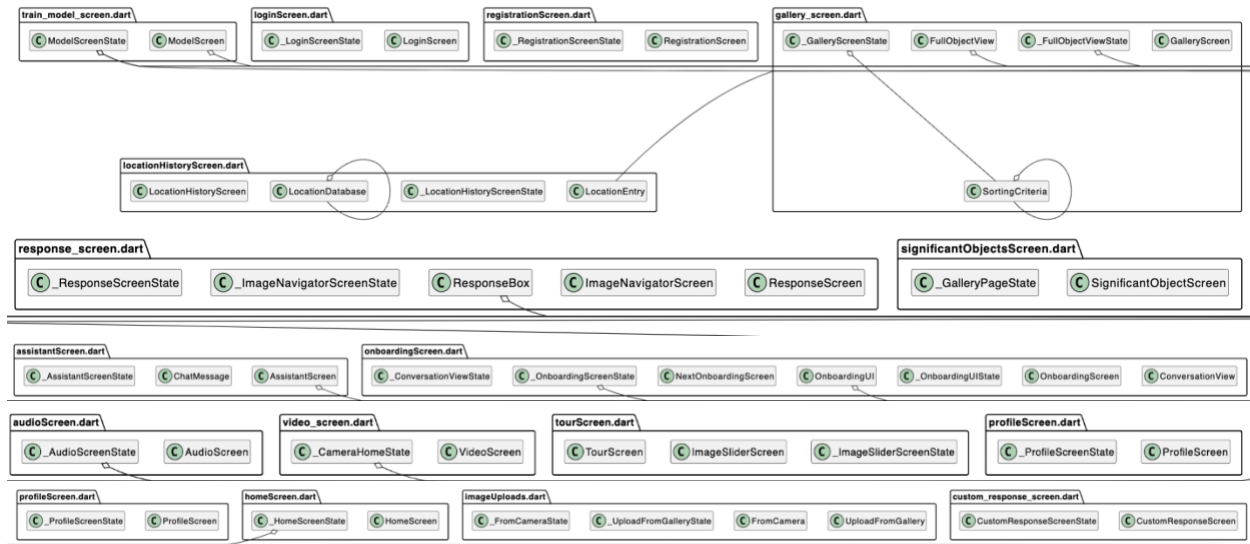 train_model_screen.dart
C ModelScreenState C ModelScreen
loginScreen.dart
C _LoginScreenState C LoginScreen
registrationScreen.dart
C _RegistrationScreenState C RegistrationScreen
gallery_screen.dart
C _GalleryScreenState C FullObjectView C _FullObjectViewState C GalleryScreen
C SortingCriteria
locationHistoryScreen.dart
C LocationHistoryScreen C LocationDatabase C _LocationHistoryScreenState C LocationEntry
response_screen.dart
C _ResponseScreenState C _ImageNavigatorScreenState C ResponseBox C ImageNavigatorScreen C ResponseScreen
significantObjectsScreen.dart
C _GalleryPageState C SignificantObjectScreen
assistantScreen.dart
C _AssistantScreenState C ChatMessage C AssistantScreen
onboardingScreen.dart
C _ConversationViewState C _OnboardingScreenState C NextOnboardingScreen C OnboardingUI C _OnboardingUIState C OnboardingScreen C ConversationView
audioScreen.dart
C _AudioScreenState C AudioScreen
video_screen.dart
C _CameraHomeState C VideoScreen
tourScreen.dart
C TourScreen C ImageSliderScreen C _ImageSliderScreenState
profileScreen.dart
C _ProfileScreenState C ProfileScreen
profileScreen.dart
C _ProfileScreenState C ProfileScreen
homeScreen.dart
C _HomeScreenState C HomeScreen
imageUploads.dart
C _FromCameraState C _UploadFromGalleryState C FromCamera C UploadFromGallery
custom_response_screen.dart
C CustomResponseScreenState C CustomResponseScreen